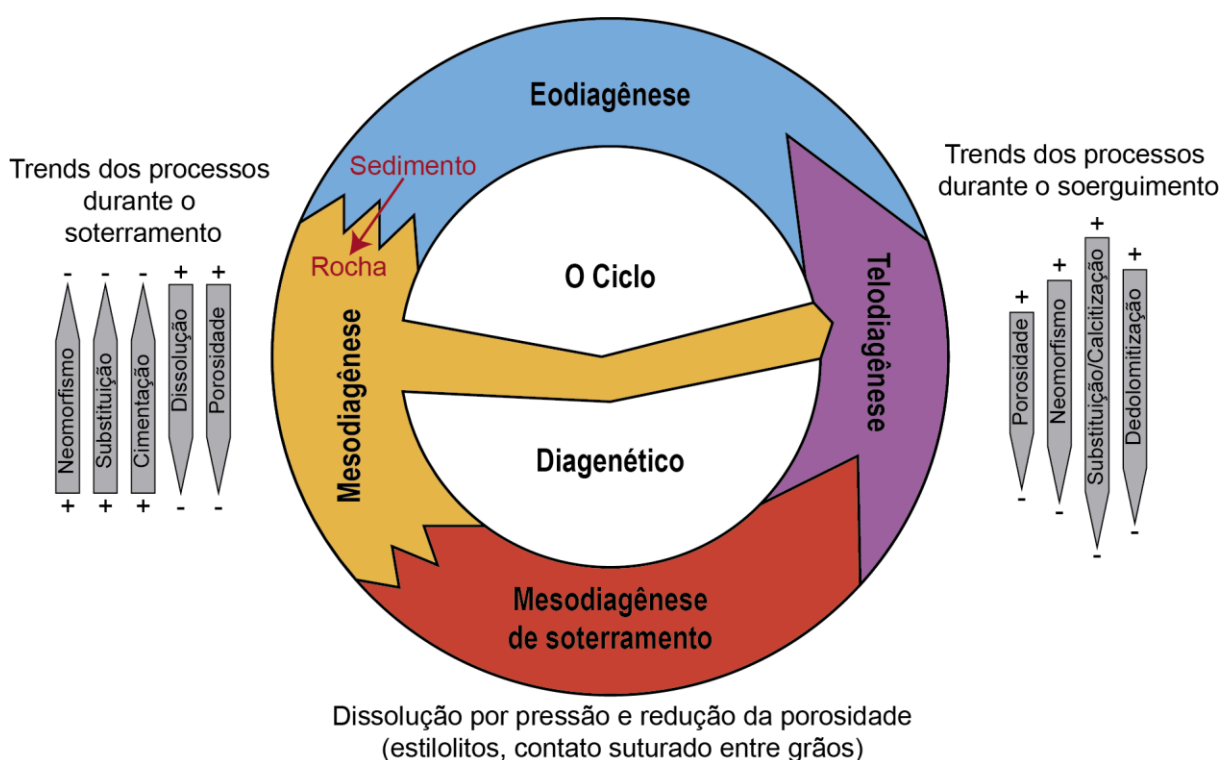 Eodiagênese
Sedimento
Rocha
Trends dos processos
durante o
soterramento
- - - + +
Neomorfismo
Substituição
Cimentação
Dissolução
Porosidade
+ + + - -
Mesodiagênese
O Ciclo
Diagenético
Telodiagênese
Trends dos processos
durante o soerguimento
+ + + +
Porosidade
Neomorfismo
Substituição/Calcitização
Dedolomitização
- - - -
Mesodiagênese
de soterramento
Dissolução por pressão e redução da porosidade
(estilolitos, contato suturado entre grãos)